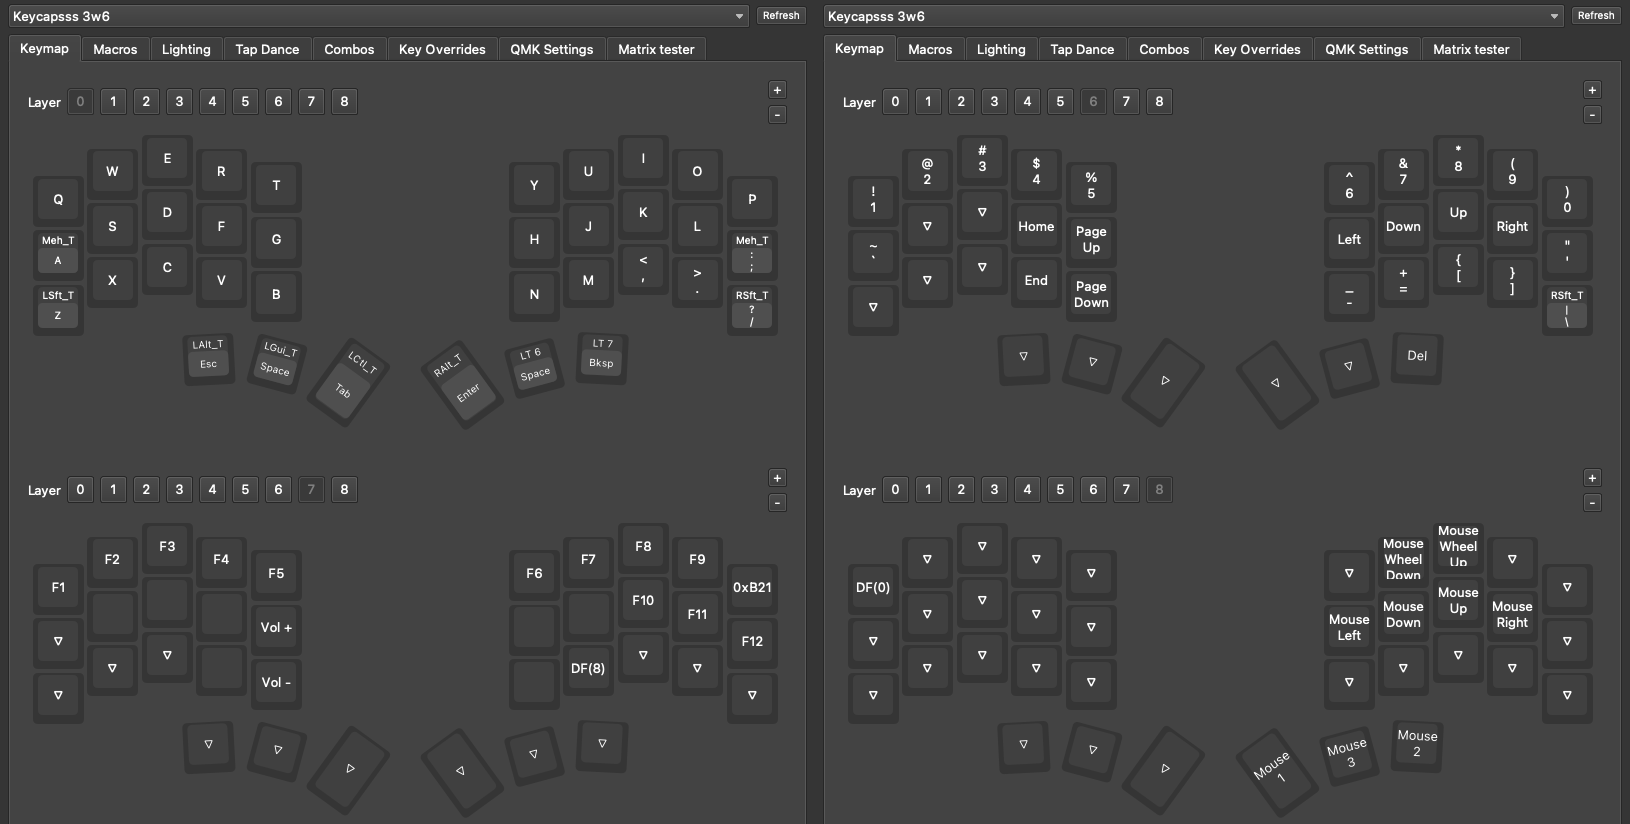 Keycapsss 3w6
Refresh
Keymap Macros Lighting Tap Dance Combos Key Overrides QMK Settings Matrix tester
+
Layer 0 1 2 3 4 5 6 7 8
-
Q W E R T Y U I O P
Meh_T
A
S D F G H J K L
Meh_T
:
;
LSft_T
Z
X C V B N M
<
,
>
.
RSft_T
?
/
LAlt_T
Esc
LGui_T
Space
LCtl_T
Tab
RAlt_T
Enter
LT 6
Space
LT 7
Bksp
Keycapsss 3w6
Refresh
Keymap Macros Lighting Tap Dance Combos Key Overrides QMK Settings Matrix tester
+
Layer 0 1 2 3 4 5 6 7 8
-
!
1
@
2
#
3
$
4
%
5
^
6
&
7
*
8
(
9
)
0
~
`
▽ ▽
Home
Page
Up
Left
Down
Up
Right
"
'
▽ ▽ ▽
End
Page
Down
_
-
+
=
{
[
}
]
RSft_T
|
\
▽ ▽ ▽ ▽ ▽
Del
+
Layer 0 1 2 3 4 5 6 7 8
-
F1 F2 F3 F4 F5 F6 F7 F8 F9 0xB21
▽
Vol +
F10 F11 F12
▽ ▽ ▽
Vol -
DF(8)
▽ ▽ ▽
▽ ▽ ▽ ▽ ▽ ▽
+
Layer 0 1 2 3 4 5 6 7 8
-
DF(0) ▽ ▽ ▽ ▽ ▽
Mouse
Wheel
Down
Mouse
Wheel
Up
▽ ▽
▽ ▽ ▽ ▽ ▽
Mouse
Left
Mouse
Down
Mouse
Up
Mouse
Right
▽
▽ ▽ ▽ ▽ ▽ ▽ ▽ ▽ ▽ ▽
▽ ▽ ▽
Mouse
1
Mouse
3
Mouse
2